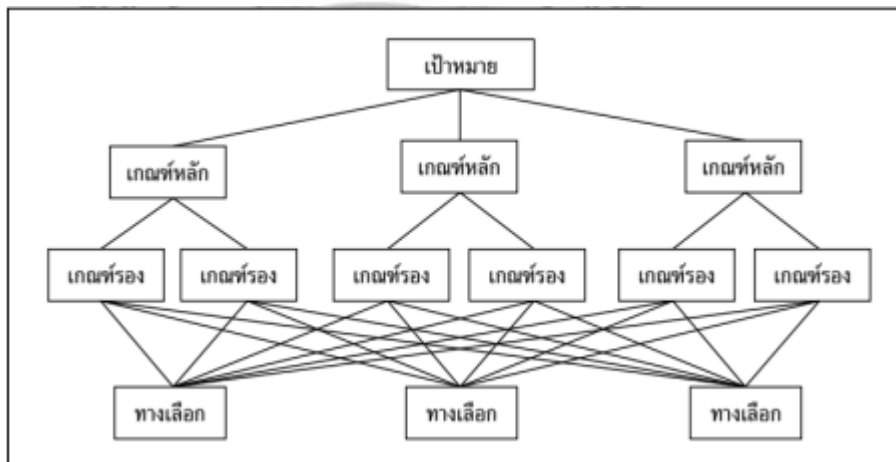 เป้าหมาย
เกณฑ์หลัก เกณฑ์หลัก เกณฑ์หลัก
เกณฑ์รอง เกณฑ์รอง เกณฑ์รอง เกณฑ์รอง เกณฑ์รอง เกณฑ์รอง
ทางเลือก ทางเลือก ทางเลือก